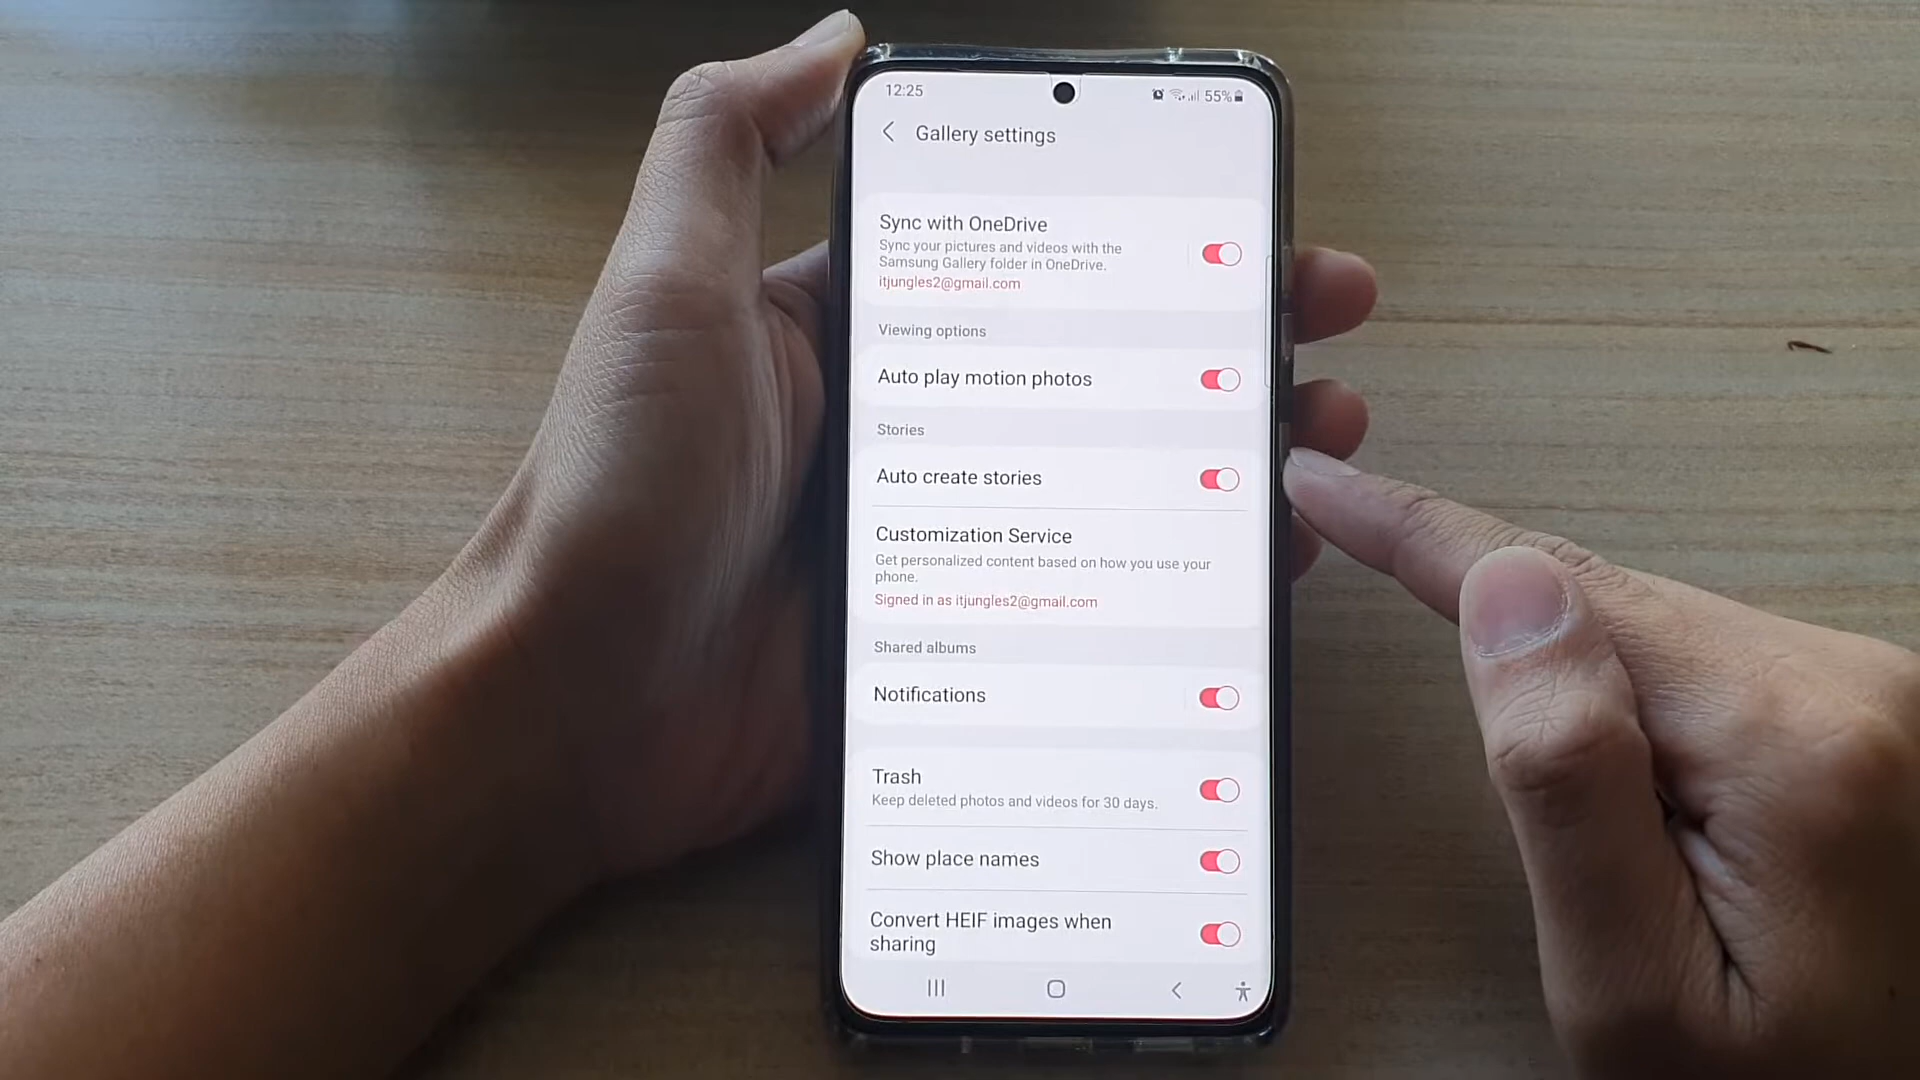 12:25
55%
Gallery settings
Sync with OneDrive
Sync your pictures and videos with the
Samsung Gallery folder in OneDrive.
itjungles2@gmail.com
Viewing options
Auto play motion photos
Stories
Auto create stories
Customization Service
Get personalized content based on how you use your
phone.
Signed in as itjungles2@gmail.com
Shared albums
Notifications
Trash
Keep deleted photos and videos for 30 days.
Show place names
Convert HEIF images when
sharing